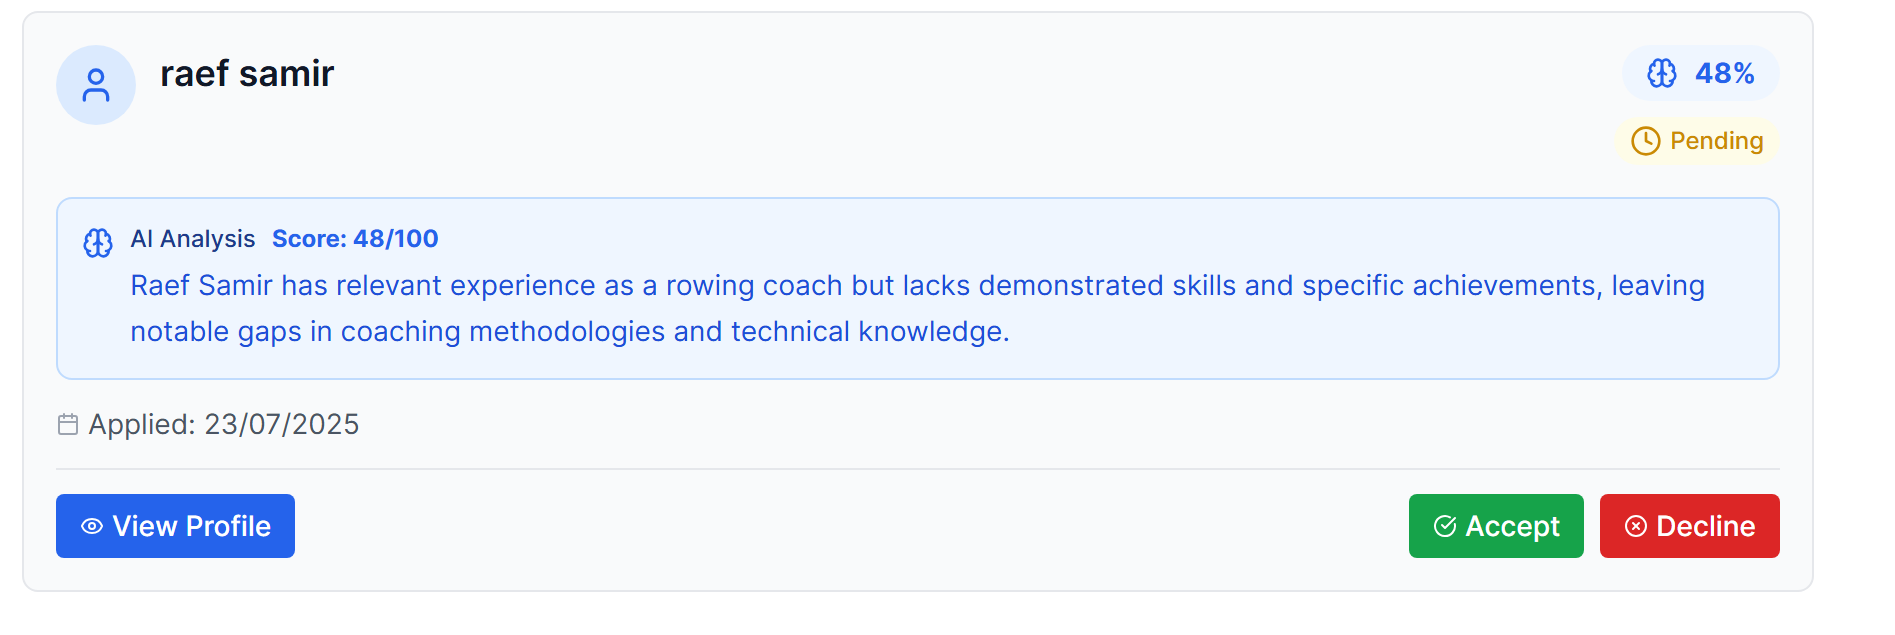 raef samir
48%
Pending
AI Analysis Score: 48/100
Raef Samir has relevant experience as a rowing coach but lacks demonstrated skills and specific achievements, leaving
notable gaps in coaching methodologies and technical knowledge.
Applied: 23/07/2025
View Profile
Accept
Decline